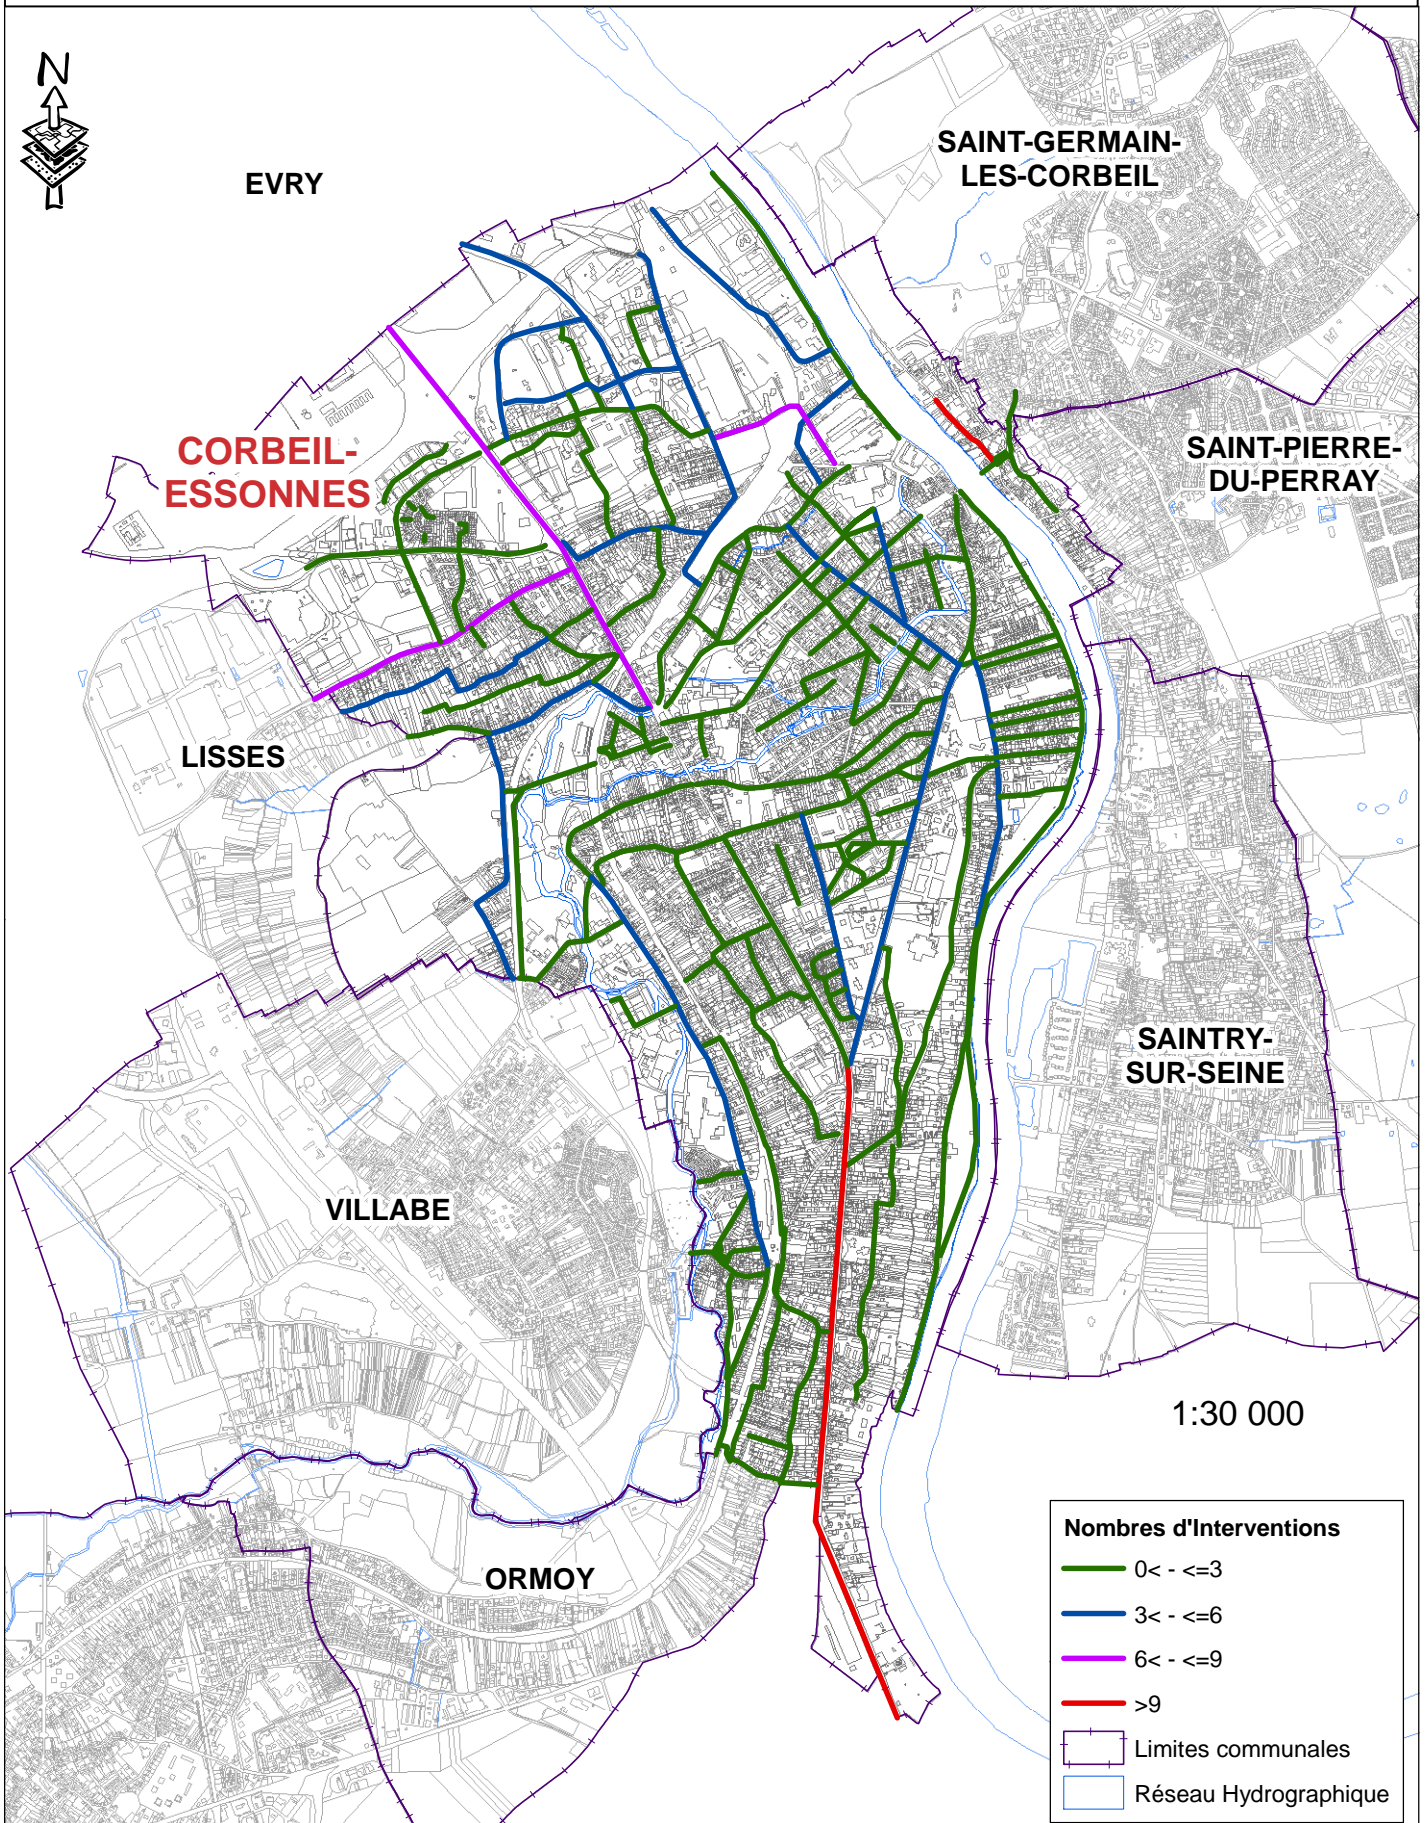 N
EVRY
SAINT-GERMAIN-
LES-CORBEIL
CORBEIL-
ESSONNES
SAINT-PIERRE-
DU-PERRAY
LISSES
SAINTRY-
SUR-SEINE
VILLABE
1:30 000
ORMOY
Nombres d'Interventions
0< - <=3
3< - <=6
6< - <=9
>9
Limites communales
Réseau Hydrographique